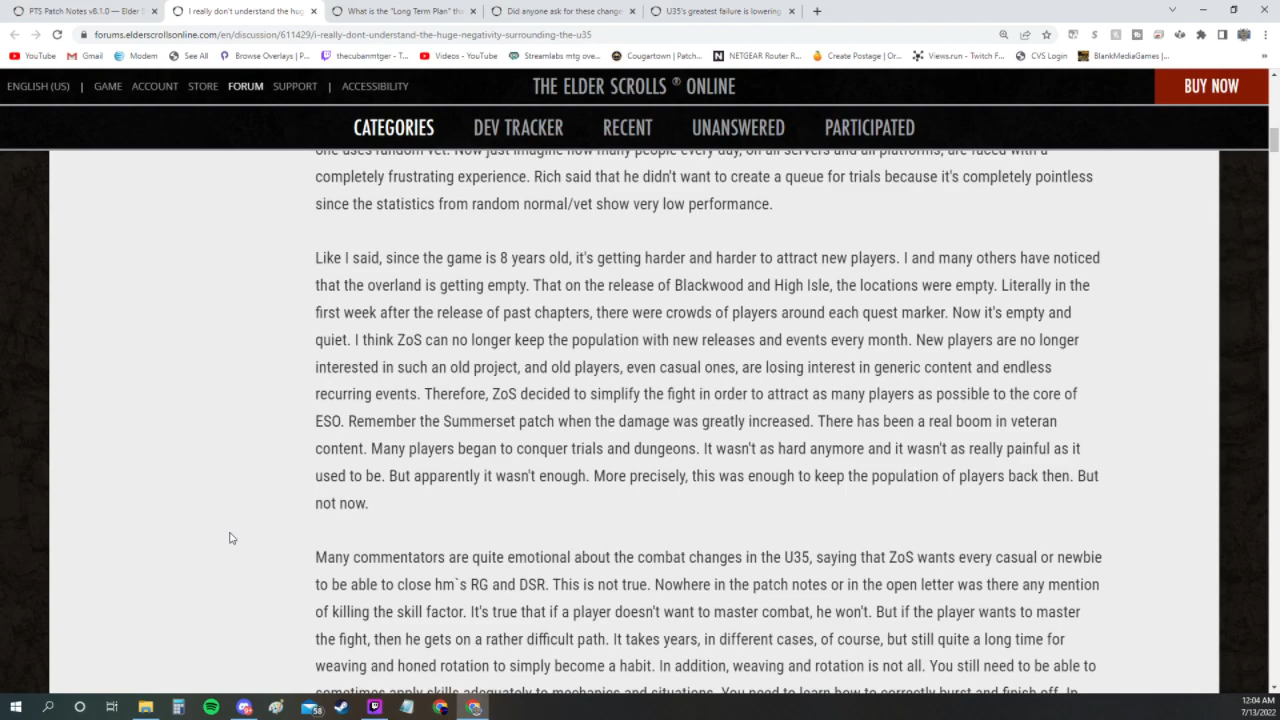 PTS Patch Notes v8.1.0 — Elder S
I really don't understand the hug
What is the "Long Term Plan" tha
Did anyone ask for these change
U35's greatest failure is lowering
forums.elderscrollsonline.com/en/discussion/611429/i-really-dont-understand-the-huge-negativity-surrounding-the-u35
YouTube
Gmail
Modem
See All
Browse Overlays | P...
thecubanmtger - T...
Videos - YouTube
Streamlabs mtg ove...
Cougartown | Patch...
NETGEAR Router R...
Create Postage | Or...
Views.run - Twitch F...
CVS Login
BlankMediaGames |...
ENGLISH (US) | GAME ACCOUNT STORE FORUM SUPPORT | ACCESSIBILITY
THE ELDER SCROLLS ® ONLINE
BUY NOW
CATEGORIES DEV TRACKER RECENT UNANSWERED PARTICIPATED
one uses random vet. Now just imagine how many people every day, on all servers and all platforms, are faced with a
completely frustrating experience. Rich said that he didn't want to create a queue for trials because it's completely pointless
since the statistics from random normal/vet show very low performance.
Like I said, since the game is 8 years old, it's getting harder and harder to attract new players. I and many others have noticed
that the overland is getting empty. That on the release of Blackwood and High Isle, the locations were empty. Literally in the
first week after the release of past chapters, there were crowds of players around each quest marker. Now it's empty and
quiet. I think ZoS can no longer keep the population with new releases and events every month. New players are no longer
interested in such an old project, and old players, even casual ones, are losing interest in generic content and endless
recurring events. Therefore, ZoS decided to simplify the fight in order to attract as many players as possible to the core of
ESO. Remember the Summerset patch when the damage was greatly increased. There has been a real boom in veteran
content. Many players began to conquer trials and dungeons. It wasn't as hard anymore and it wasn't as really painful as it
used to be. But apparently it wasn't enough. More precisely, this was enough to keep the population of players back then. But
not now.
Many commentators are quite emotional about the combat changes in the U35, saying that ZoS wants every casual or newbie
to be able to close hm`s RG and DSR. This is not true. Nowhere in the patch notes or in the open letter was there any mention
of killing the skill factor. It's true that if a player doesn't want to master combat, he won't. But if the player wants to master
the fight, then he gets on a rather difficult path. It takes years, in different cases, of course, but still quite a long time for
weaving and honed rotation to simply become a habit. In addition, weaving and rotation is not all. You still need to be able to
sometimes apply skills adequately to mechanics and situations. You need to learn how to correctly burst and finish off. In
58
12:04 AM
7/13/2022